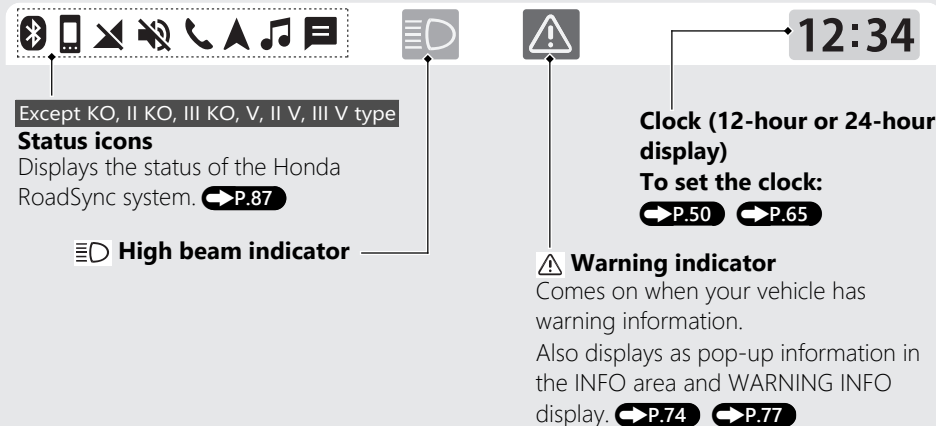 12:34
Except KO, II KO, III KO, V, II V, III V type
Status icons
Displays the status of the Honda
RoadSync system. P.87
High beam indicator
Clock (12-hour or 24-hour
display)
To set the clock:
P.50 P.65
Warning indicator
Comes on when your vehicle has
warning information.
Also displays as pop-up information in
the INFO area and WARNING INFO
display. P.74 P.77